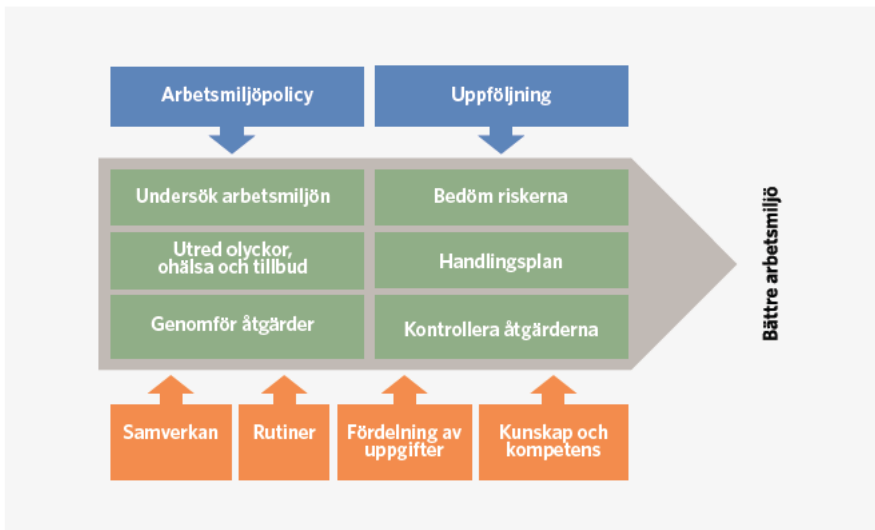 Arbetsmiljöpolicy
Uppföljning
Undersök arbetsmiljön
Bedöm riskerna
Utred olyckor,
ohälsa och tillbud
Handlingsplan
Genomför åtgärder
Kontrollera åtgärderna
Bättre arbetsmiljö
Samverkan
Rutiner
Fördelning av
uppgifter
Kunskap och
kompetens